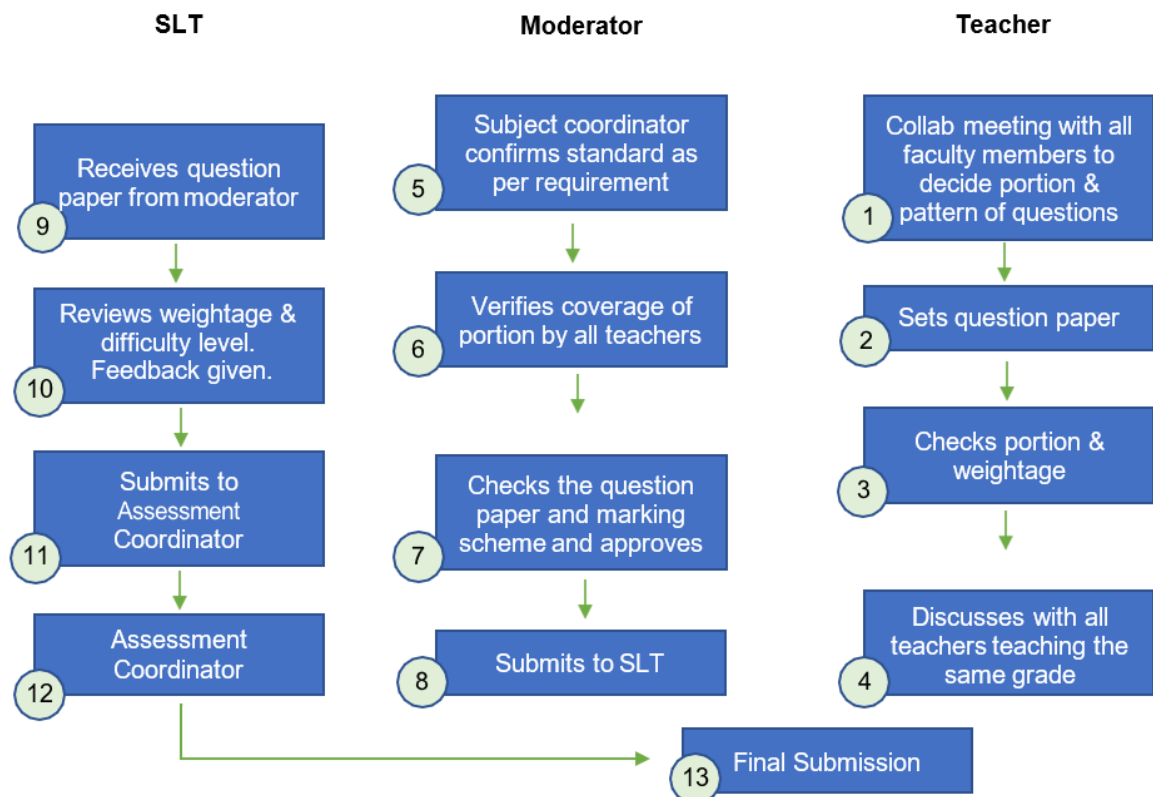 SLT
Moderator
Teacher
Receives question
paper from moderator
9
Reviews weightage &
difficulty level.
Feedback given.
10
Submits to
Assessment
Coordinator
11
Assessment
Coordinator
12
Subject coordinator
confirms standard as
per requirement
5
Verifies coverage of
portion by all teachers
6
Checks the question
paper and marking
scheme and approves
7
Submits to SLT
8
Collab meeting with all
faculty members to
decide portion &
pattern of questions
1
Sets question paper
2
Checks portion &
weightage
3
Discusses with all
teachers teaching the
same grade
4
Final Submission
13